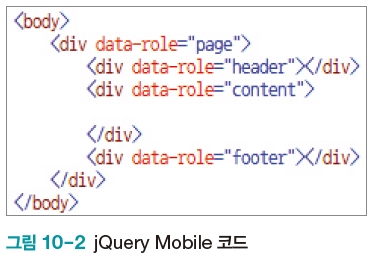 <body>
<div data-role="page">
<div data-role="header"></div>
<div data-role="content">
</div>
<div data-role="footer"></div>
</div>
</body>
그림 10-2 jQuery Mobile 코드